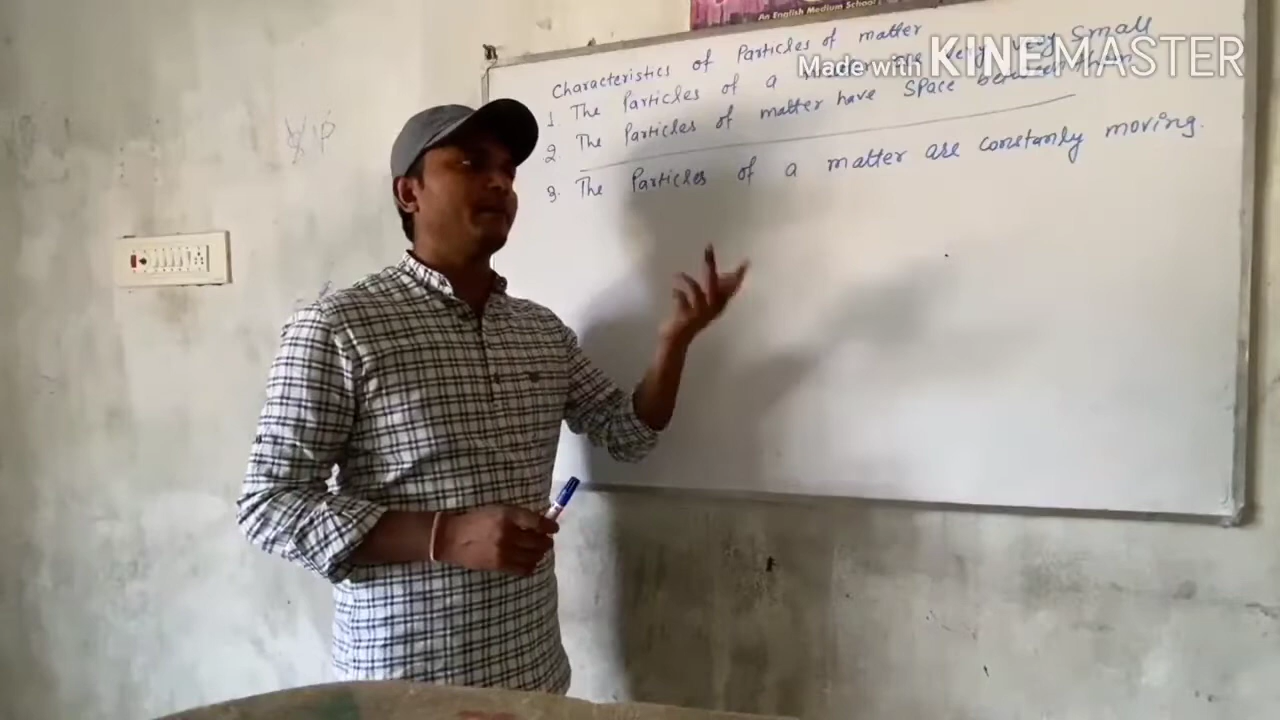 An English Medium School
Made with KINEMASTER
Characteristics of Particles of matter
1 The Particles of a matter are very very small
2. The Particles of matter have space between them
3. The Particles of a matter are constantly moving.